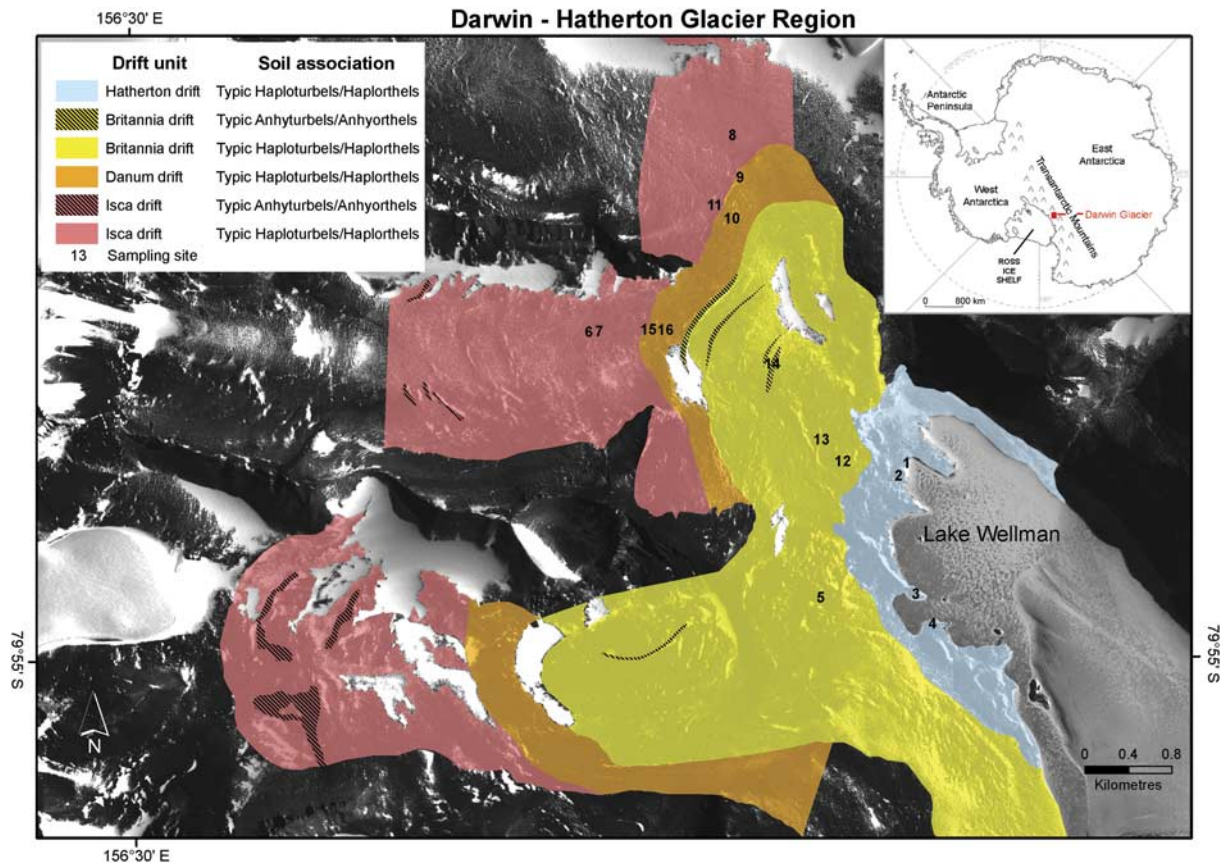 Darwin - Hatherton Glacier Region
156°30' E
Drift unit Soil association
Hatherton drift Typic Haploturbels/Haplorthels
Britannia drift Typic Anhyturbels/Anhyorthels
Britannia drift Typic Haploturbels/Haplorthels
Danum drift Typic Haploturbels/Haplorthels
Isca drift Typic Anhyturbels/Anhyorthels
Isca drift Typic Haploturbels/Haplorthels
13 Sampling site
Antarctic
Peninsula
East
Antarctica
West
Antarctica
Transantarctic Mountains
Darwin Glacier
ROSS
ICE
SHELF
0 800 km
8
9
11
10
6 7 15 16
14
13
12
1
2
Lake Wellman
3
5
4
79°55' S
79°55' S
N
0 0.4 0.8
Kilometres
156°30' E